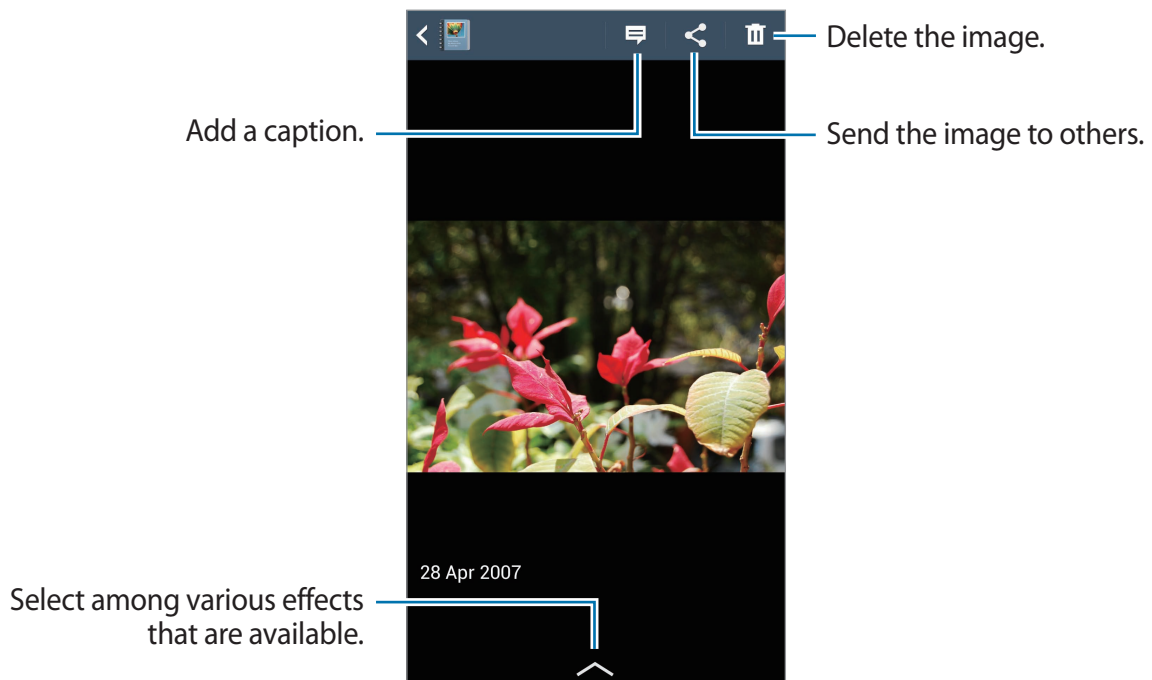 Delete the image.
Add a caption.
Send the image to others.
28 Apr 2007
Select among various effects
that are available.